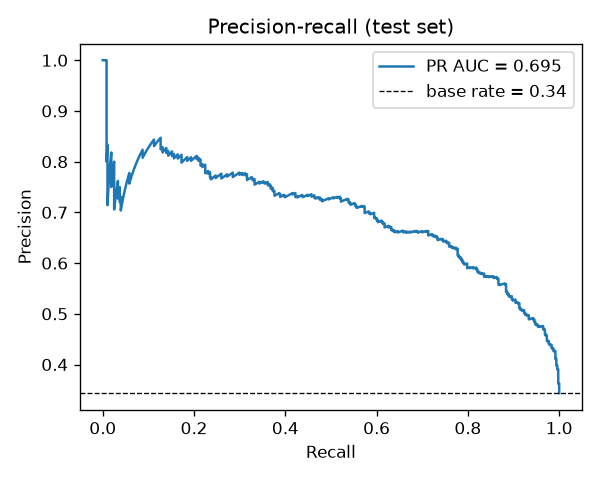 Precision-recall (test set)
PR AUC = 0.695
base rate = 0.34
1.0
0.9
0.8
0.7
0.6
0.5
0.4
Precision
0.0 0.2 0.4 0.6 0.8 1.0
Recall